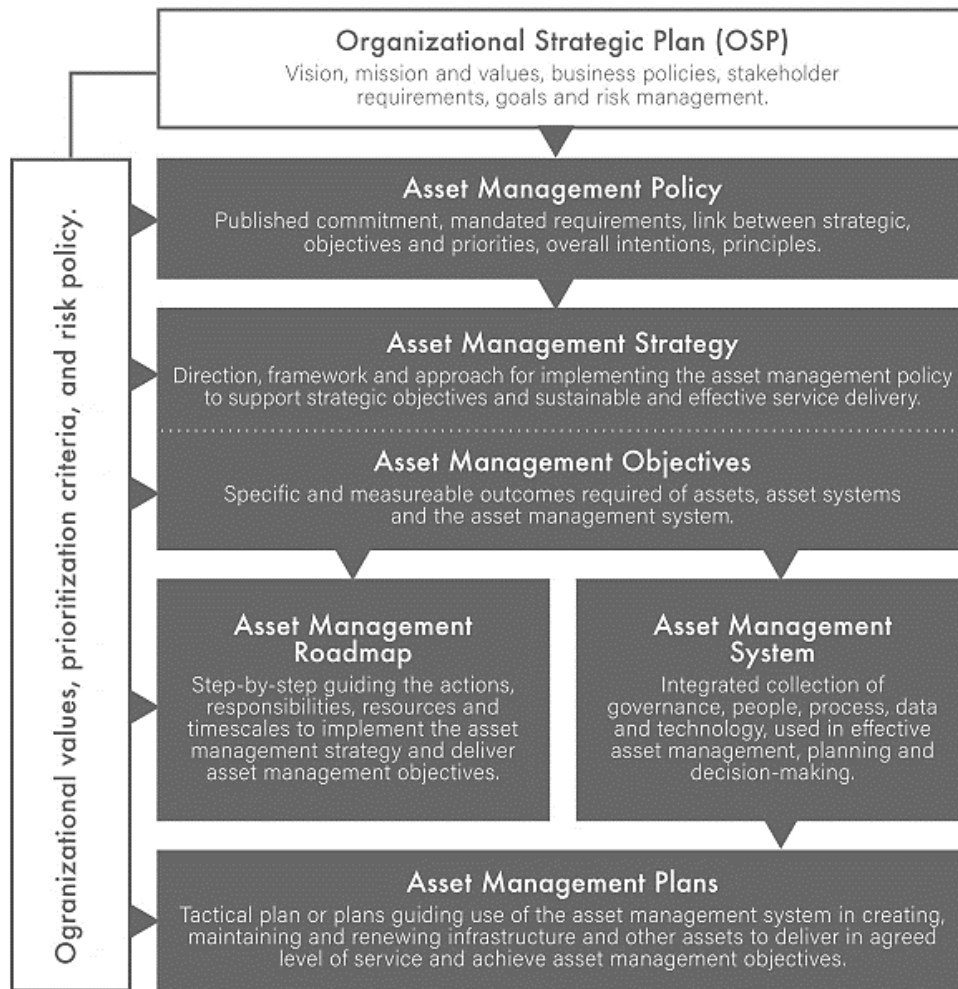 Organizational Strategic Plan (OSP)
Vision, mission and values, business policies, stakeholder
requirements, goals and risk management.
Ogranizational values, prioritization criteria, and risk policy.
Asset Management Policy
Published commitment, mandated requirements, link between strategic,
objectives and priorities, overall intentions, principles.
Asset Management Strategy
Direction, framework and approach for implementing the asset management policy
to support strategic objectives and sustainable and effective service delivery.
Asset Management Objectives
Specific and measureable outcomes required of assets, asset systems
and the asset management system.
Asset Management
Roadmap
Step-by-step guiding the actions,
responsibilities, resources and
timescales to implement the asset
management strategy and deliver
asset management objectives.
Asset Management
System
Integrated collection of
governance, people, process, data
and technology, used in effective
asset management, planning and
decision-making.
Asset Management Plans
Tactical plan or plans guiding use of the asset management system in creating,
maintaining and renewing infrastructure and other assets to deliver in agreed
level of service and achieve asset management objectives.